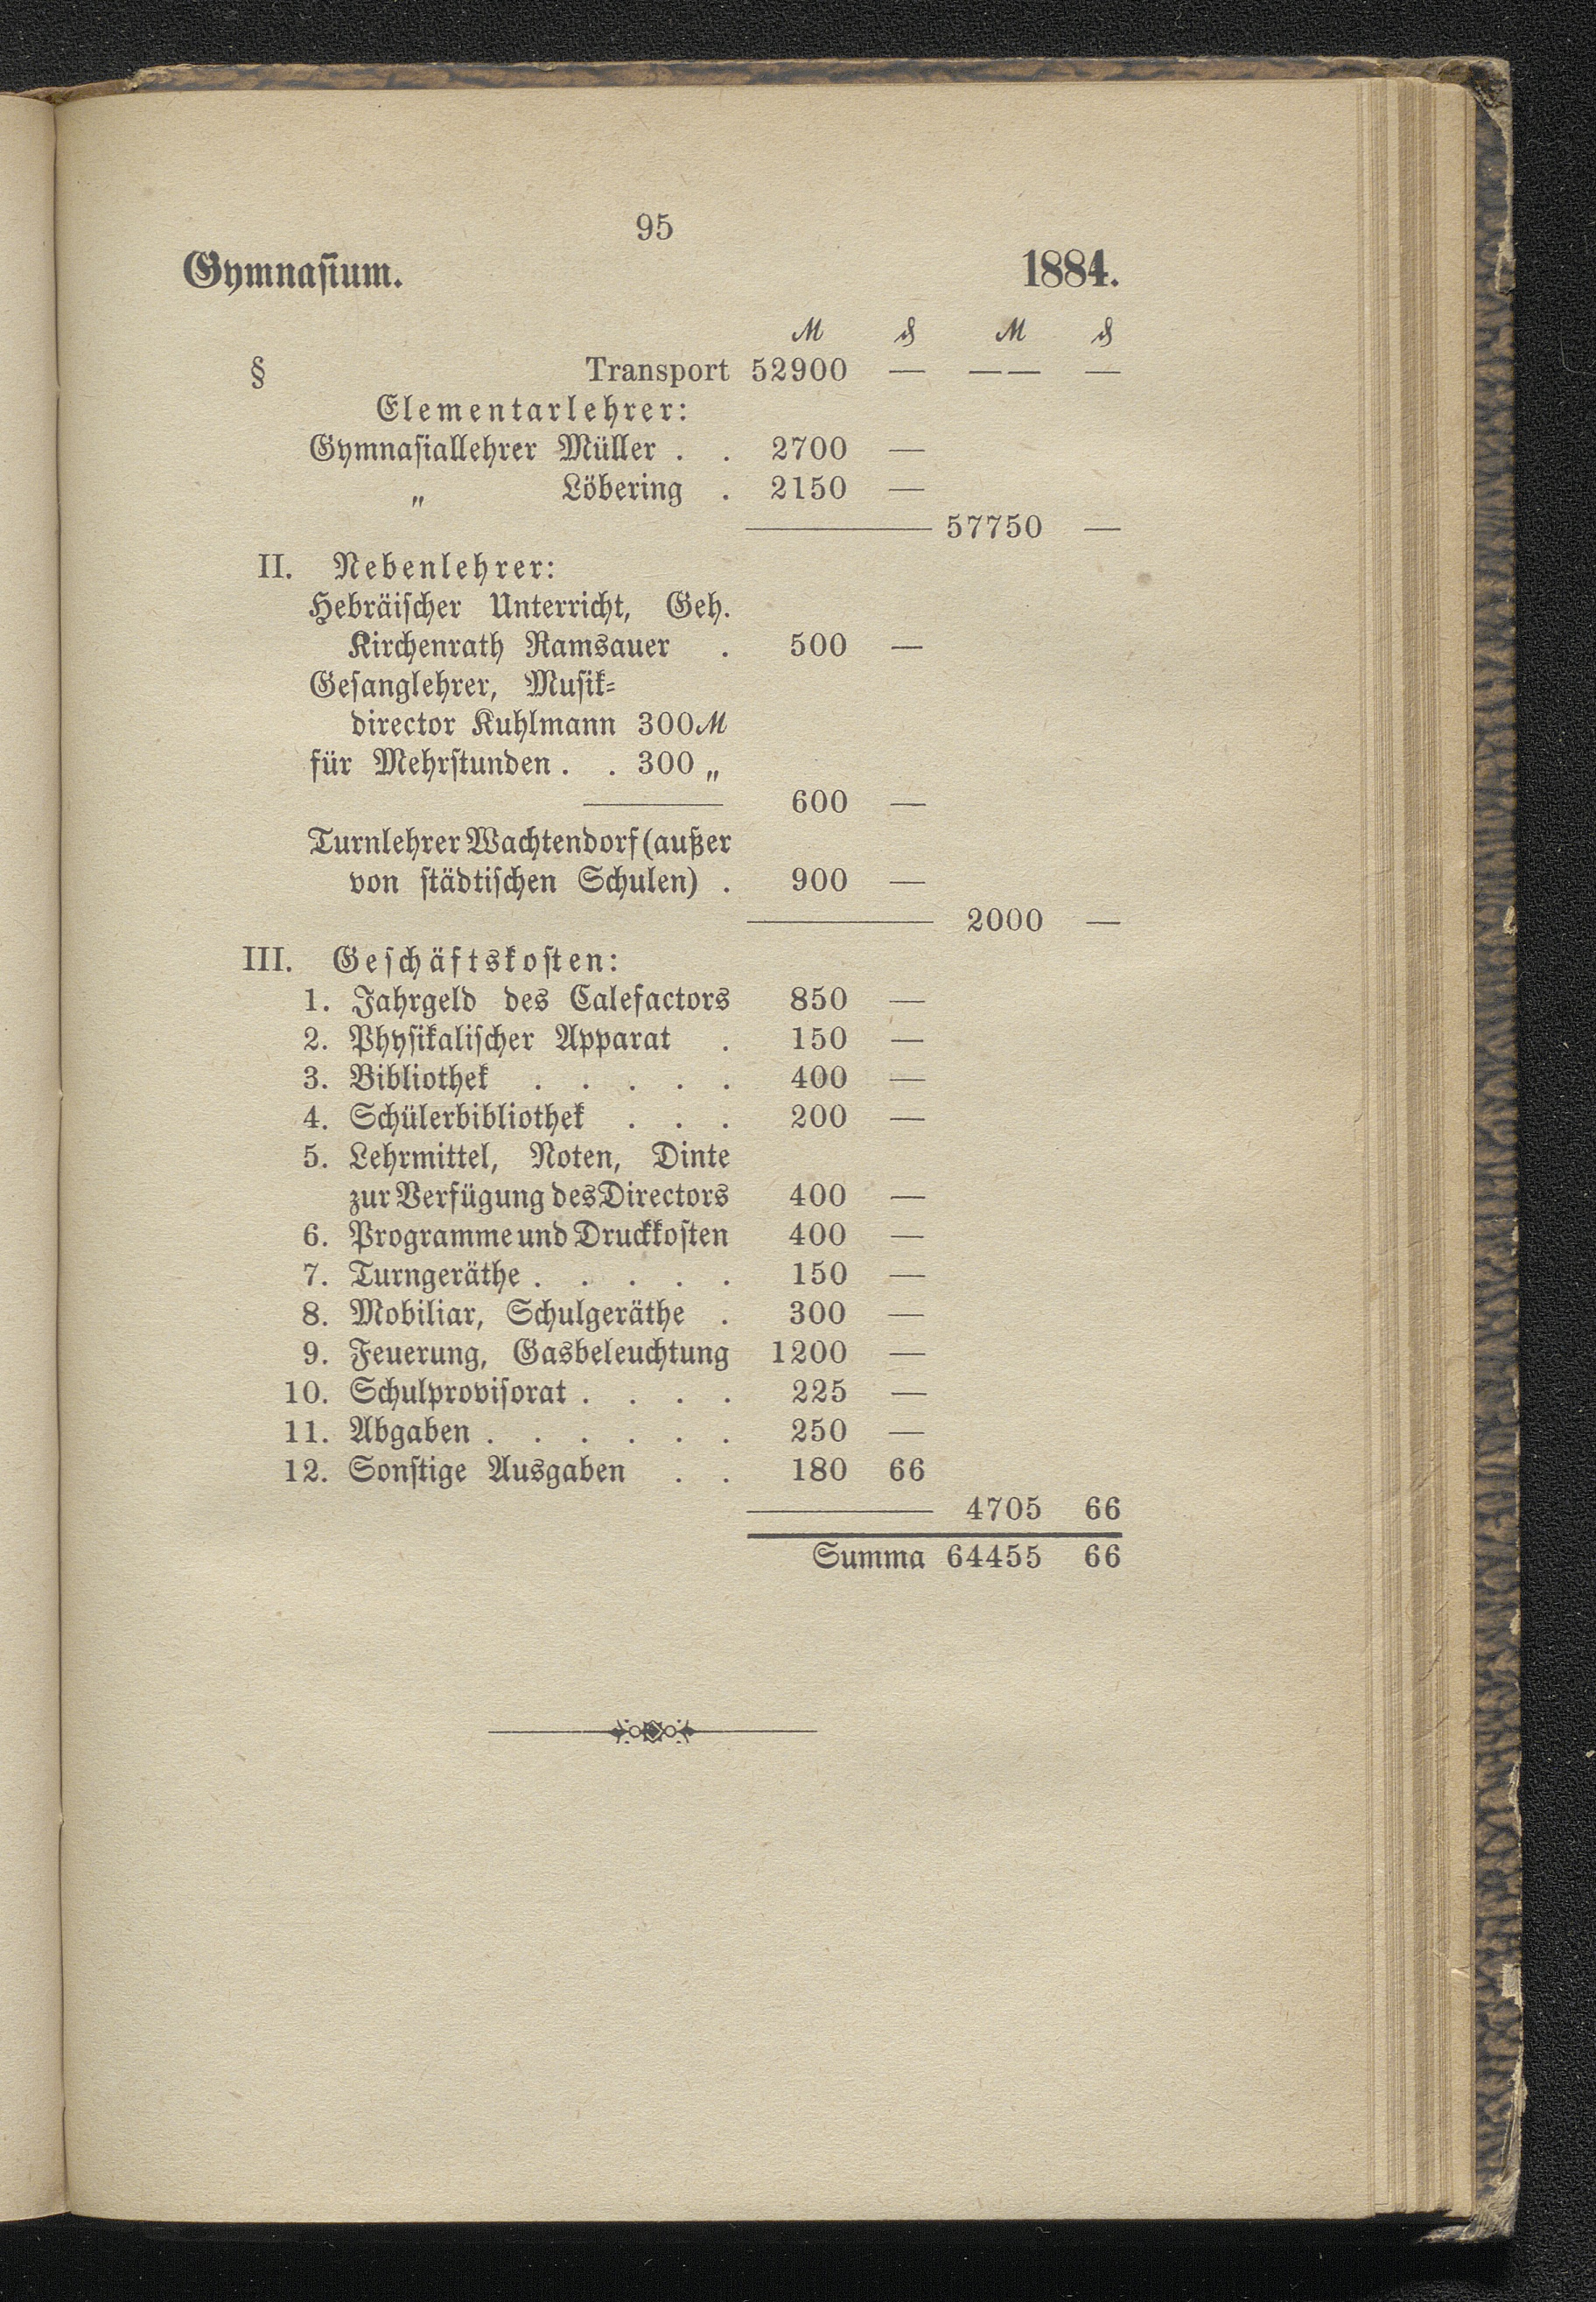 95
Gymnasium. 1884.
ℳ ₰ ℳ ₰
§ Transport 52900 — —— —
Elementarlehrer:
Gymnasiallehrer Müller . . 2700 —
„ Löbering . 2150 —
57750 —
II. Nebenlehrer:
Hebräischer Unterricht, Geh.
Kirchenrath Ramsauer . 500 —
Gesanglehrer, Musik-
director Kuhlmann 300 ℳ
für Mehrstunden . . 300 „
600 —
Turnlehrer Wachtendorf (außer
von städtischen Schulen) . 900 —
2000 —
III. Geschäftskosten:
1. Jahrgeld des Calefactors 850 —
2. Physikalischer Apparat . 150 —
3. Bibliothek . . . . . 400 —
4. Schülerbibliothek . . . 200 —
5. Lehrmittel, Noten, Dinte
zur Verfügung des Directors 400 —
6. Programme und Druckkosten 400 —
7. Turngeräthe . . . . . 150 —
8. Mobiliar, Schulgeräthe . 300 —
9. Feuerung, Gasbeleuchtung 1200 —
10. Schulprovisorat . . . . 225 —
11. Abgaben . . . . . . 250 —
12. Sonstige Ausgaben . . 180 66
4705 66
Summa 64455 66